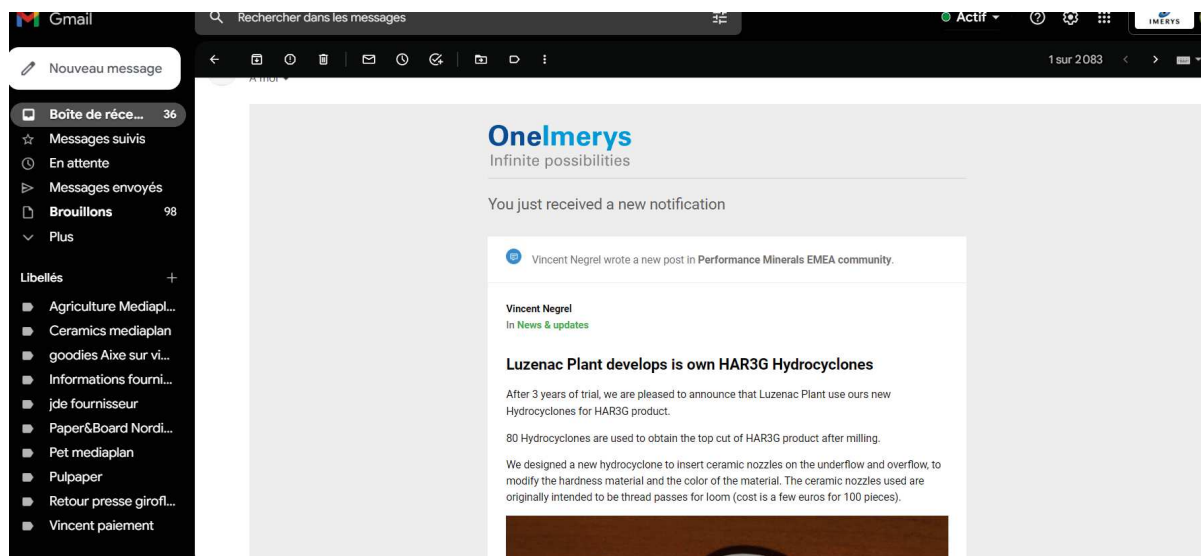 Gmail
Rechercher dans les messages
Actif
IMERYS
Nouveau message
1 sur 2 083
À moi
Boîte de réce... 36
Messages suivis
En attente
Messages envoyés
Brouillons 98
Plus
Libellés
Agriculture Mediapl...
Ceramics mediaplan
goodies Aixe sur vi...
Informations fourni...
jde fournisseur
Paper&Board Nordi...
Pet mediaplan
Pulpaper
Retour presse girofl...
Vincent paiement
OneImerys
Infinite possibilities
You just received a new notification
Vincent Negrel wrote a new post in Performance Minerals EMEA community.
Vincent Negrel
In News & updates
Luzenac Plant develops is own HAR3G Hydrocyclones
After 3 years of trial, we are pleased to announce that Luzenac Plant use ours new
Hydrocyclones for HAR3G product.
80 Hydrocyclones are used to obtain the top cut of HAR3G product after milling.
We designed a new hydrocyclone to insert ceramic nozzles on the underflow and overflow, to
modify the hardness material and the color of the material. The ceramic nozzles used are
originally intended to be thread passes for loom (cost is a few euros for 100 pieces).